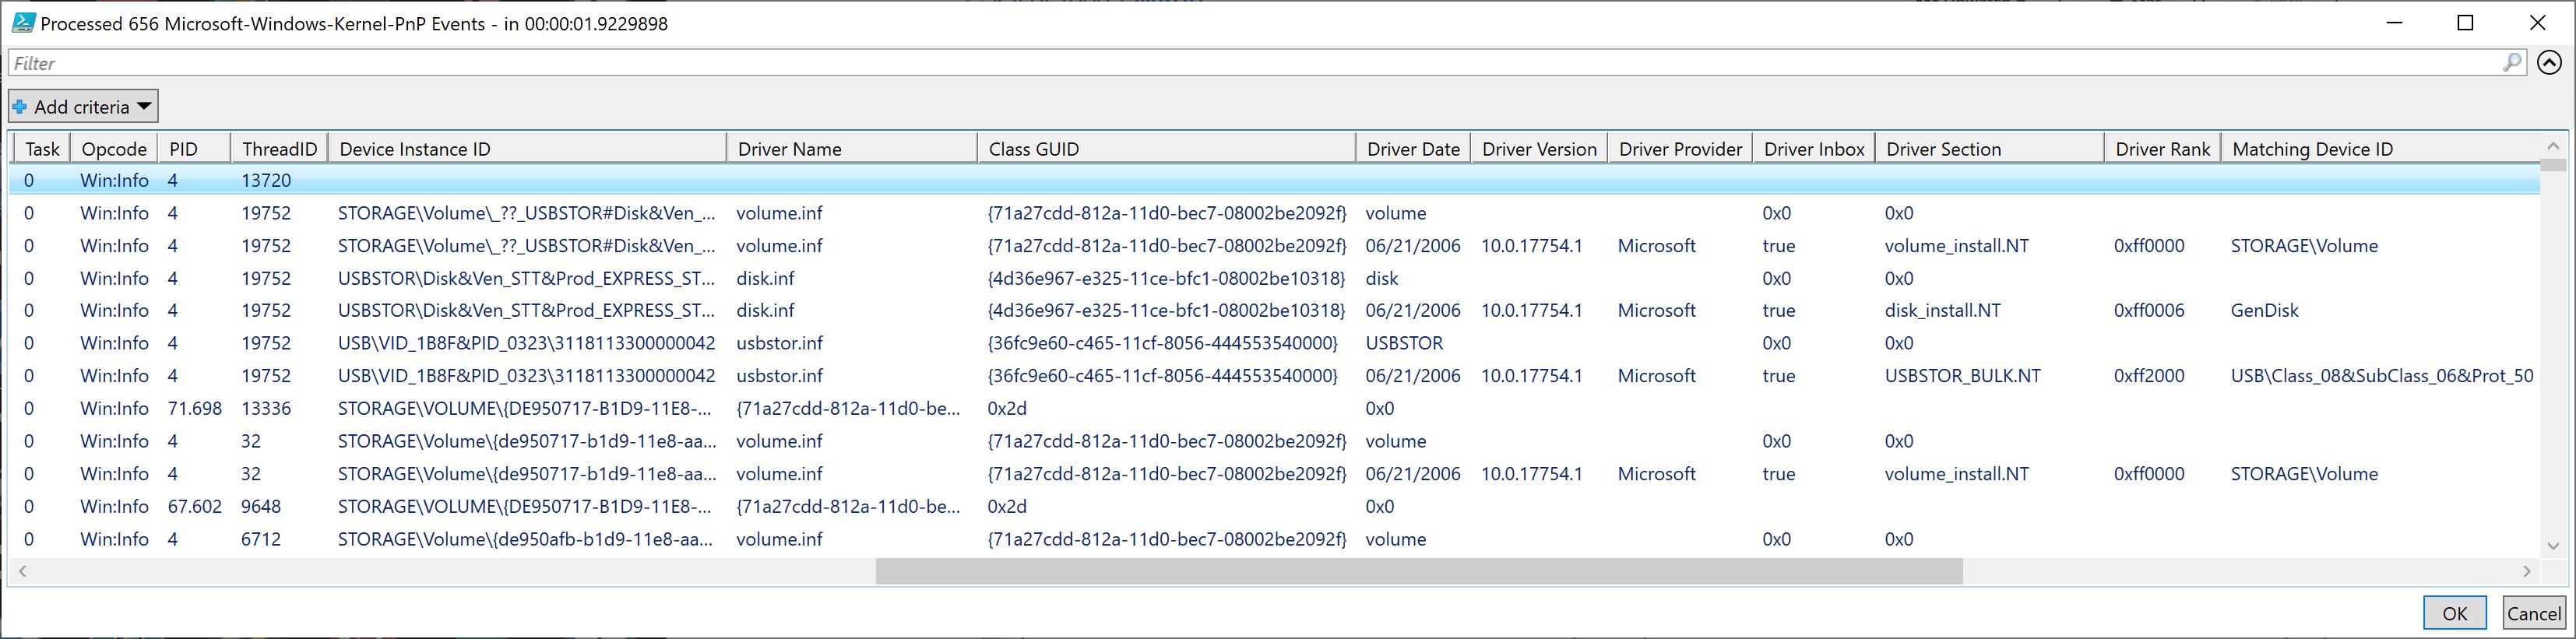 Processed 656 Microsoft-Windows-Kernel-PnP Events - in 00:00:01.9229898
Filter
Add criteria
Task Opcode PID ThreadID Device Instance ID Driver Name Class GUID Driver Date Driver Version Driver Provider Driver Inbox Driver Section Driver Rank Matching Device ID
0 Win:Info 4 13720
0 Win:Info 4 19752 STORAGE\Volume\_??_USBSTOR#Disk&Ven_... volume.inf {71a27cdd-812a-11d0-bec7-08002be2092f} volume 0x0 0x0
0 Win:Info 4 19752 STORAGE\Volume\_??_USBSTOR#Disk&Ven_... volume.inf {71a27cdd-812a-11d0-bec7-08002be2092f} 06/21/2006 10.0.17754.1 Microsoft true volume_install.NT 0xff0000 STORAGE\Volume
0 Win:Info 4 19752 USBSTOR\Disk&Ven_STT&Prod_EXPRESS_ST... disk.inf {4d36e967-e325-11ce-bfc1-08002be10318} disk 0x0 0x0
0 Win:Info 4 19752 USBSTOR\Disk&Ven_STT&Prod_EXPRESS_ST... disk.inf {4d36e967-e325-11ce-bfc1-08002be10318} 06/21/2006 10.0.17754.1 Microsoft true disk_install.NT 0xff0006 GenDisk
0 Win:Info 4 19752 USB\VID_1B8F&PID_0323\3118113300000042 usbstor.inf {36fc9e60-c465-11cf-8056-444553540000} USBSTOR 0x0 0x0
0 Win:Info 4 19752 USB\VID_1B8F&PID_0323\3118113300000042 usbstor.inf {36fc9e60-c465-11cf-8056-444553540000} 06/21/2006 10.0.17754.1 Microsoft true USBSTOR_BULK.NT 0xff2000 USB\Class_08&SubClass_06&Prot_50
0 Win:Info 71.698 13336 STORAGE\VOLUME\{DE950717-B1D9-11E8-... {71a27cdd-812a-11d0-be... 0x2d 0x0
0 Win:Info 4 32 STORAGE\Volume\{de950717-b1d9-11e8-aa... volume.inf {71a27cdd-812a-11d0-bec7-08002be2092f} volume 0x0 0x0
0 Win:Info 4 32 STORAGE\Volume\{de950717-b1d9-11e8-aa... volume.inf {71a27cdd-812a-11d0-bec7-08002be2092f} 06/21/2006 10.0.17754.1 Microsoft true volume_install.NT 0xff0000 STORAGE\Volume
0 Win:Info 67.602 9648 STORAGE\VOLUME\{DE950717-B1D9-11E8-... {71a27cdd-812a-11d0-be... 0x2d 0x0
0 Win:Info 4 6712 STORAGE\Volume\{de950afb-b1d9-11e8-aa... volume.inf {71a27cdd-812a-11d0-bec7-08002be2092f} volume 0x0 0x0
OK Cancel